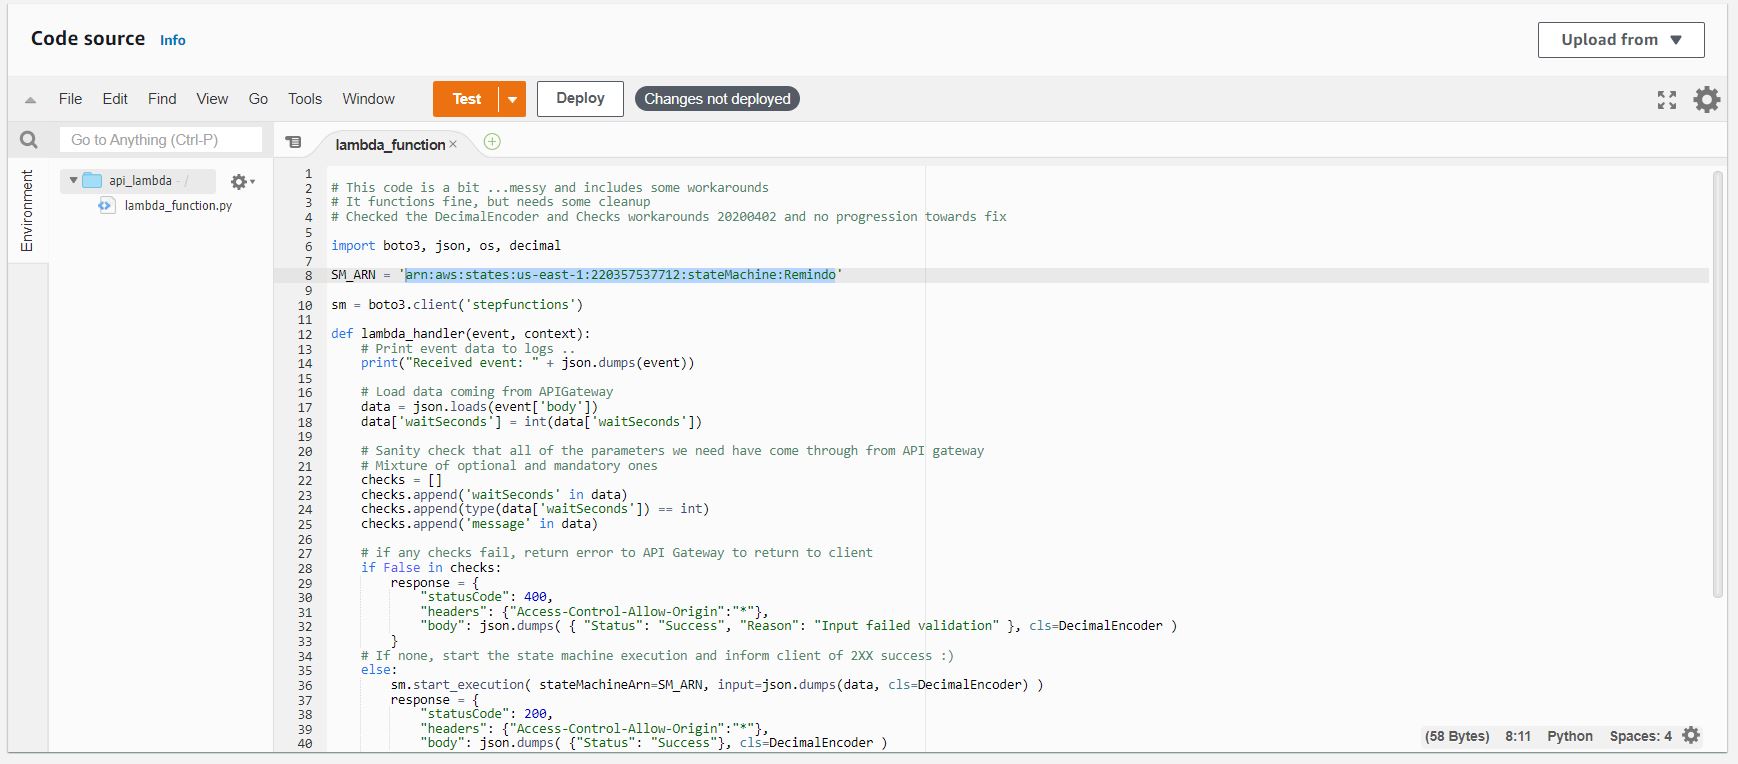 Code source Info
Upload from ▼
File Edit Find View Go Tools Window Test Deploy Changes not deployed
Go to Anything (Ctrl-P)
lambda_function ×
Environment
api_lambda - /
lambda_function.py
1
2 # This code is a bit ...messy and includes some workarounds
3 # It functions fine, but needs some cleanup
4 # Checked the DecimalEncoder and Checks workarounds 20200402 and no progression towards fix
5
6 import boto3, json, os, decimal
7
8 SM_ARN = 'arn:aws:states:us-east-1:220357537712:stateMachine:Remindo'
9
10 sm = boto3.client('stepfunctions')
11
12 def lambda_handler(event, context):
13     # Print event data to logs ..
14     print("Received event: " + json.dumps(event))
15
16     # Load data coming from APIGateway
17     data = json.loads(event['body'])
18     data['waitSeconds'] = int(data['waitSeconds'])
19
20     # Sanity check that all of the parameters we need have come through from API gateway
21     # Mixture of optional and mandatory ones
22     checks = []
23     checks.append('waitSeconds' in data)
24     checks.append(type(data['waitSeconds']) == int)
25     checks.append('message' in data)
26
27     # if any checks fail, return error to API Gateway to return to client
28     if False in checks:
29         response = {
30             "statusCode": 400,
31             "headers": {"Access-Control-Allow-Origin":"*"},
32             "body": json.dumps( { "Status": "Success", "Reason": "Input failed validation" }, cls=DecimalEncoder )
33         }
34     # If none, start the state machine execution and inform client of 2XX success :)
35     else:
36         sm.start_execution( stateMachineArn=SM_ARN, input=json.dumps(data, cls=DecimalEncoder) )
37         response = {
38             "statusCode": 200,
39             "headers": {"Access-Control-Allow-Origin":"*"},
40             "body": json.dumps( {"Status": "Success"}, cls=DecimalEncoder )
(58 Bytes) 8:11 Python Spaces: 4